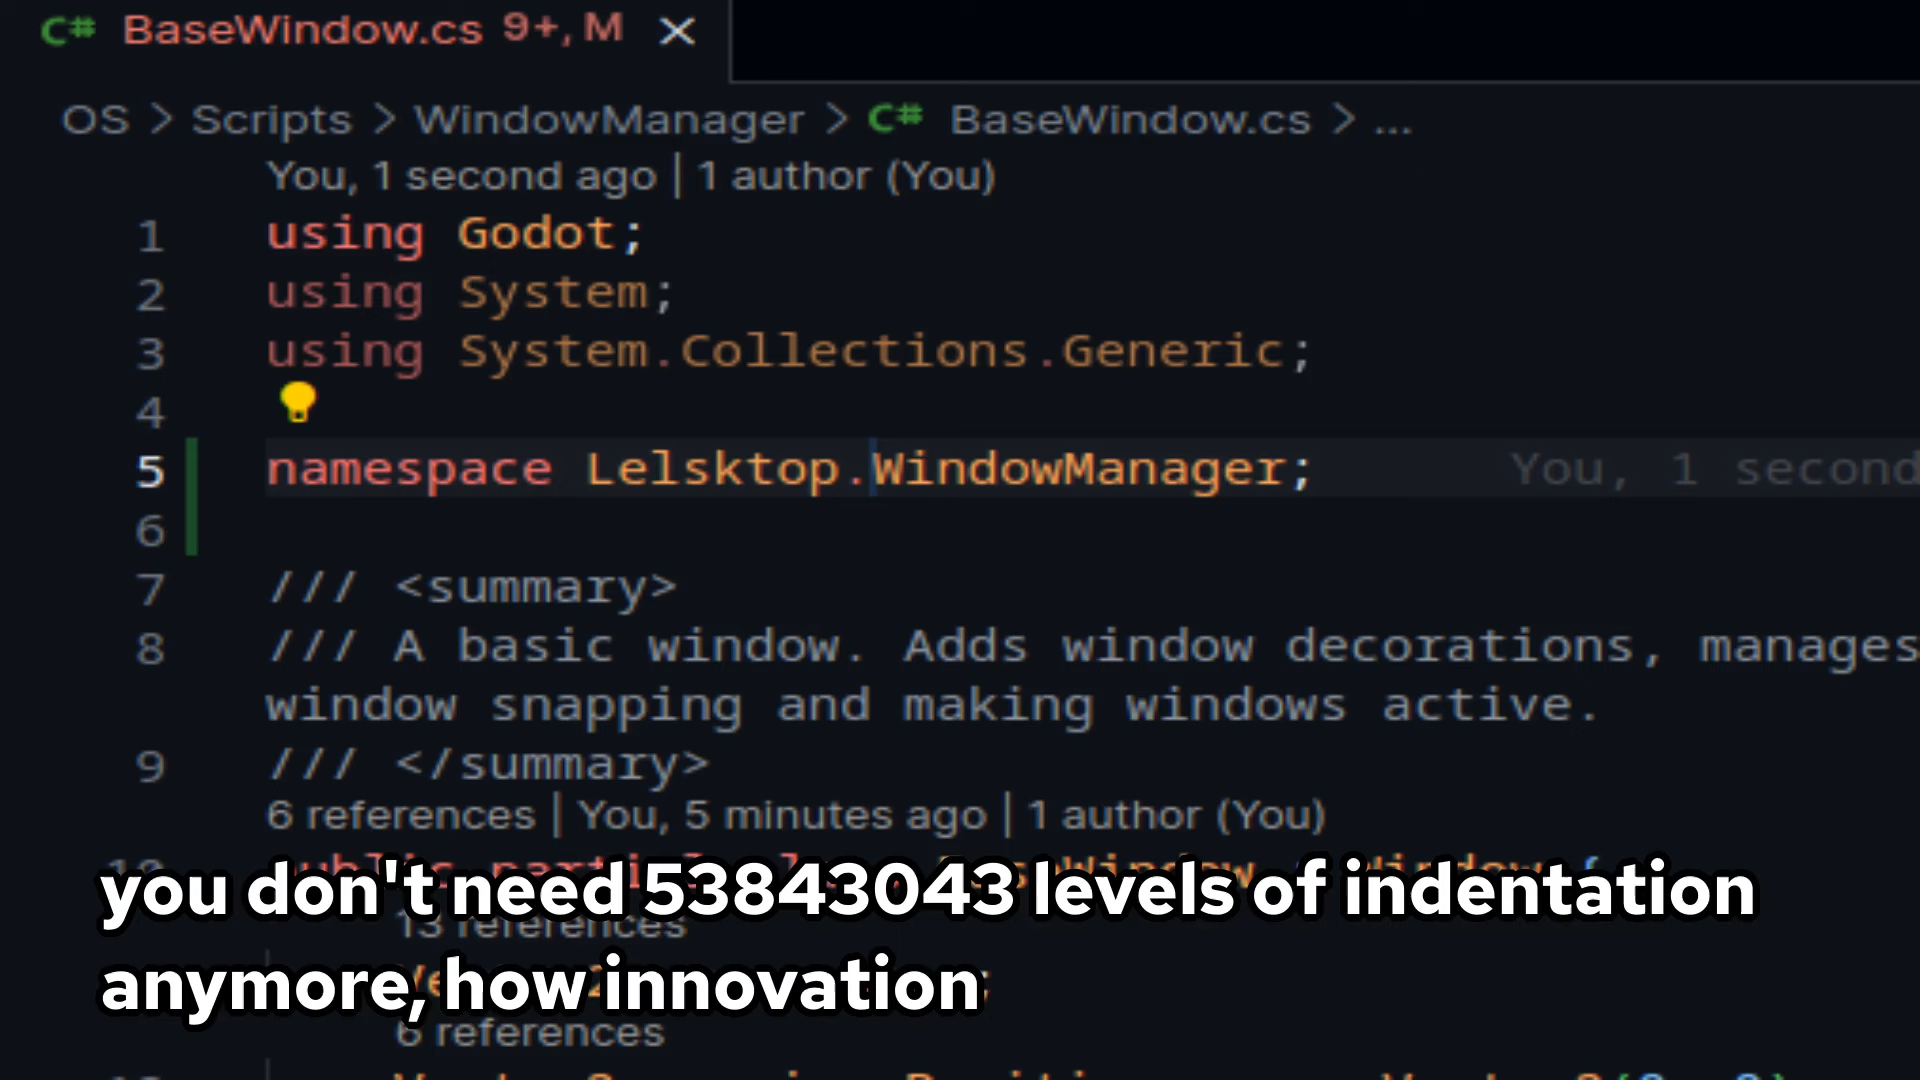 C# BaseWindow.cs 9+, M ×
OS > Scripts > WindowManager > C# BaseWindow.cs > ...
You, 1 second ago | 1 author (You)
1 using Godot;
2 using System;
3 using System.Collections.Generic;
4
5 namespace Lelsktop.WindowManager; You, 1 second
6
7 /// <summary>
8 /// A basic window. Adds window decorations, manages
window snapping and making windows active.
9 /// </summary>
6 references | You, 5 minutes ago | 1 author (You)
you don't need 53843043 levels of indentation
13 references
anymore, how innovation
6 references